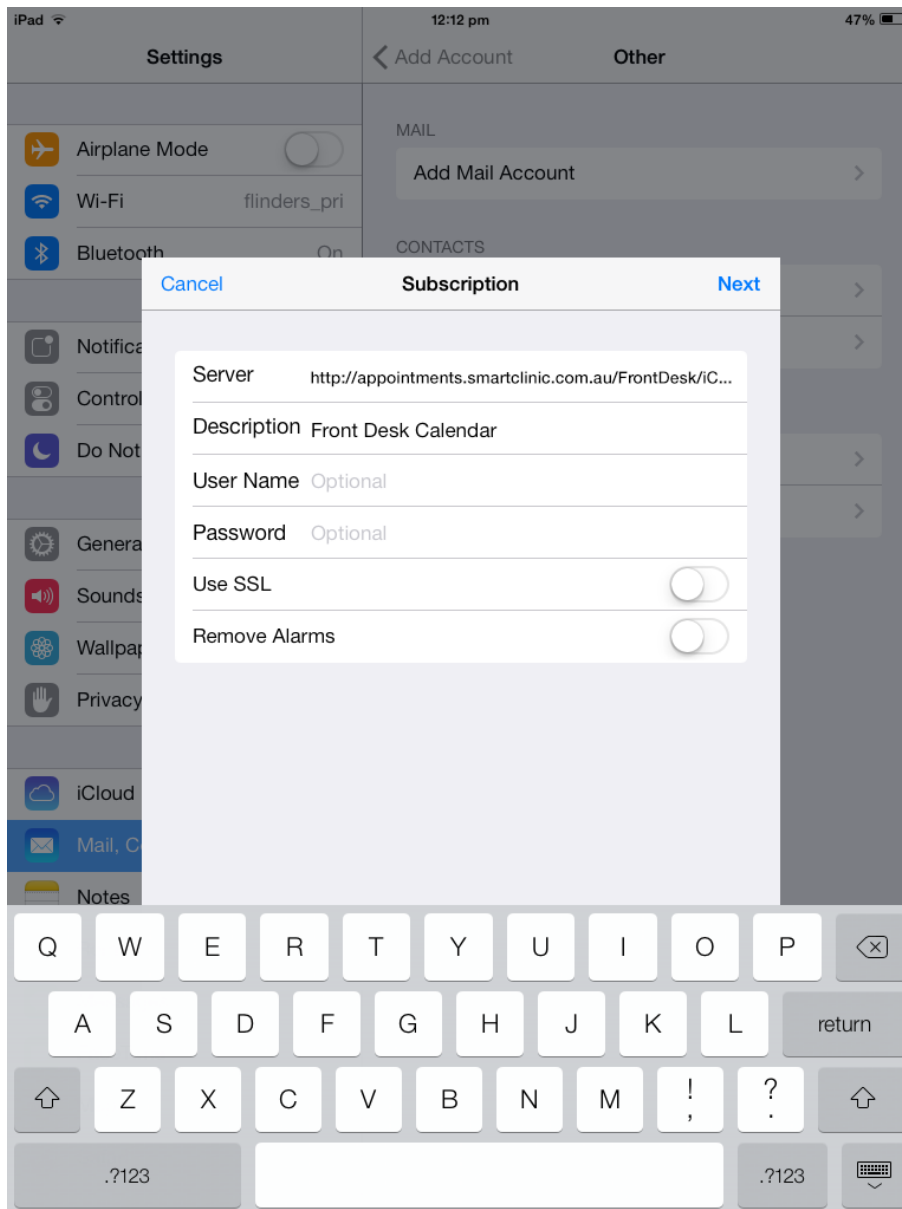 iPad 12:12 pm 47%
Settings
Add Account Other
Airplane Mode
Wi-Fi flinders_pri
Bluetooth On
Notifica
Control
Do Not
Genera
Sounds
Wallpap
Privacy
iCloud
Mail, Co
Notes
MAIL
Add Mail Account
CONTACTS
Cancel Subscription Next
Server http://appointments.smartclinic.com.au/FrontDesk/iC...
Description Front Desk Calendar
User Name Optional
Password Optional
Use SSL
Remove Alarms
Q W E R T Y U I O P
A S D F G H J K L return
Z X C V B N M ! , ? .
.?123 .?123